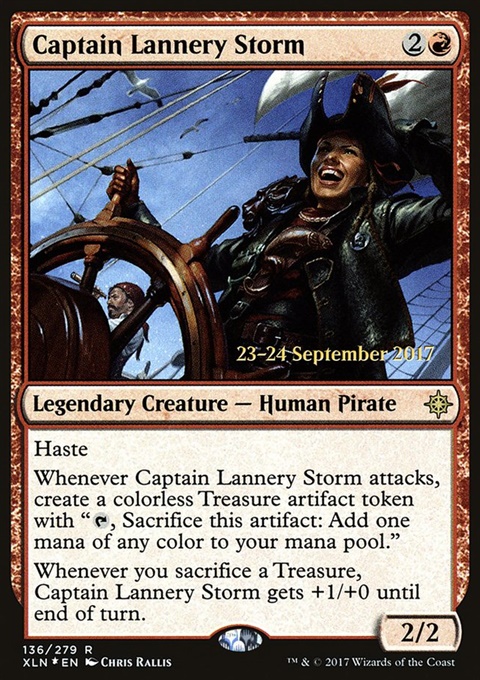 Captain Lannery Storm 2
23–24 September 2017
Legendary Creature — Human Pirate
Haste
Whenever Captain Lannery Storm attacks,
create a colorless Treasure artifact token
with “, Sacrifice this artifact: Add one
mana of any color to your mana pool.”
Whenever you sacrifice a Treasure,
Captain Lannery Storm gets +1/+0 until
end of turn.
2/2
136/279 R
XLN EN Chris Rallis
™ & © 2017 Wizards of the Coast